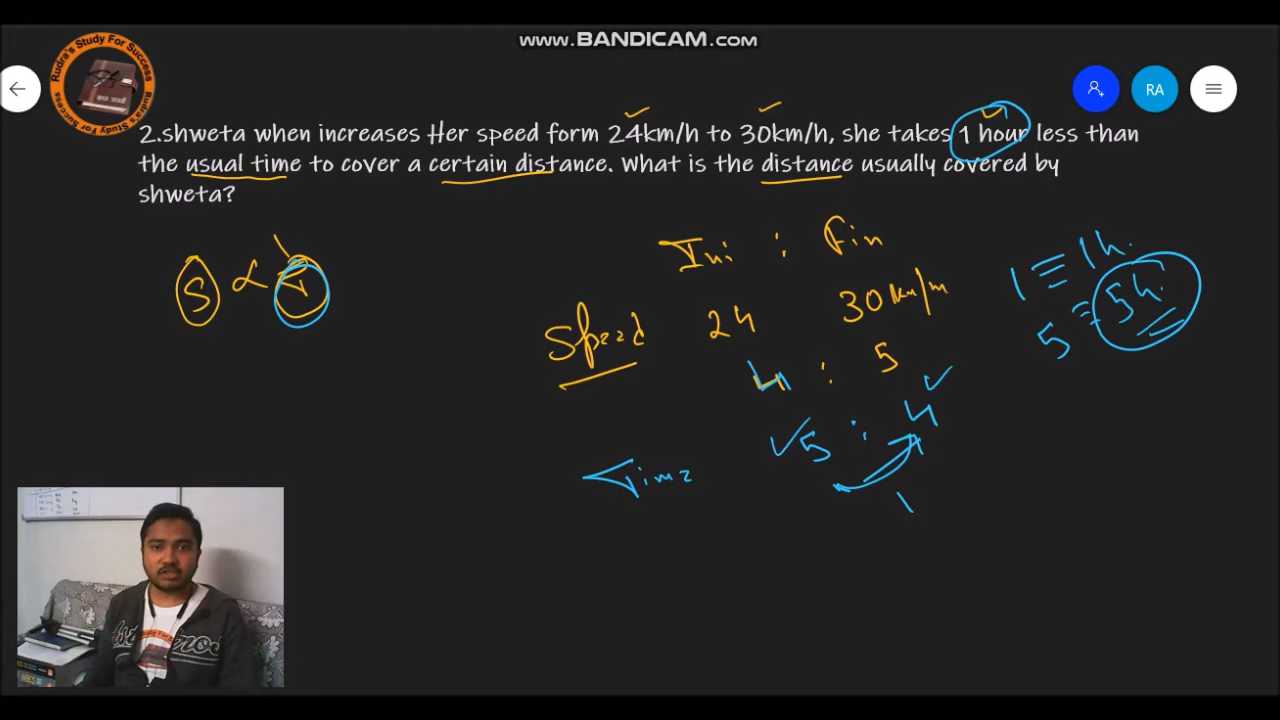 www.BANDICAM.com
Rudra's Study For Success
RA
2.shweta when increases Her speed form 24km/h to 30km/h, she takes 1 hour less than
the usual time to cover a certain distance. What is the distance usually covered by
shweta?
Ini : Fin
S ∝ 1/T
1 ≡ 1h.
Speed 24 30km/m
5 ≡ 5h.
4 : 5
5 : 4
Time
1